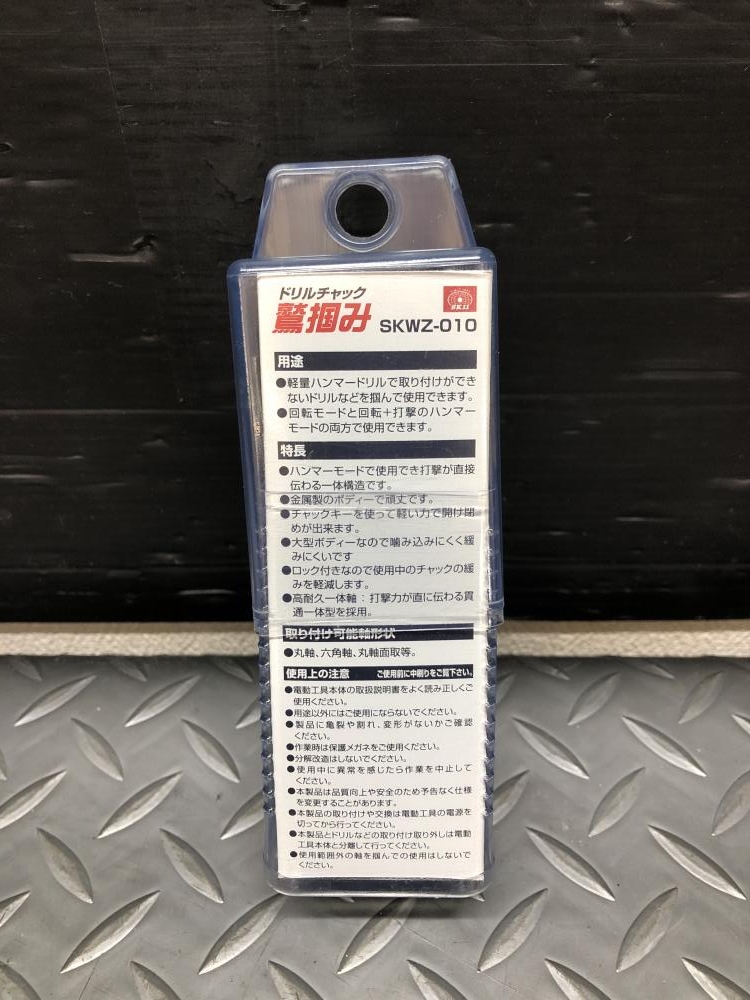 ドリルチャック
鷲掴み SKWZ-010
SK11
用途
●軽量ハンマードリルで取り付けができ
ないドリルなどを掴んで使用できます。
●回転モードと回転+打撃のハンマー
モードの両方で使用できます。
特長
●ハンマーモードで使用でき打撃が直接
伝わる一体構造です。
●金属製のボディーで頑丈です。
●チャックキーを使って軽い力で開け閉
めが出来ます。
●大型ボディーなので噛み込みにくく緩
みにくいです
●ロック付きなので使用中のチャックの緩
みを軽減します。
●高耐久一体軸：打撃力が直に伝わる貫
通一体型を採用。
取り付け可能軸形状
●丸軸、六角軸、丸軸面取等。
使用上の注意 ご使用前に中刷りをご覧下さい。
●電動工具本体の取扱説明書をよく読み正しくご
使用ください。
●用途以外にはご使用にならないでください。
●製品に亀裂や割れ、変形がないかご確認
ください。
●作業時は保護メガネをご使用ください。
●分解改造はしないでください。
●使用中に異常を感じたら作業を中止して
ください。
●本製品は品質向上や安全のため予告なく仕様
を変更することがあります。
●本製品の取り付けや交換は電動工具の電源を
切ってから行ってください。
●本製品とドリルなどの取り付け取り外しは電動
工具本体と分離して行ってください。
●使用範囲外の軸を掴んでの使用はしないで
ください。